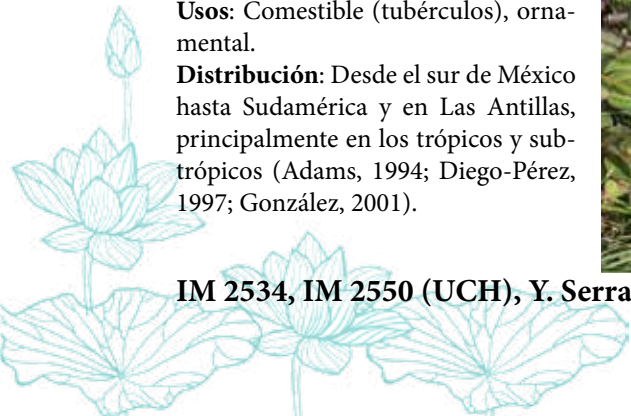 Usos: Comestible (tubérculos), orna-
mental.
Distribución: Desde el sur de México
hasta Sudamérica y en Las Antillas,
principalmente en los trópicos y sub-
trópicos (Adams, 1994; Diego-Pérez,
1997; González, 2001).
IM 2534, IM 2550 (UCH), Y. Serra